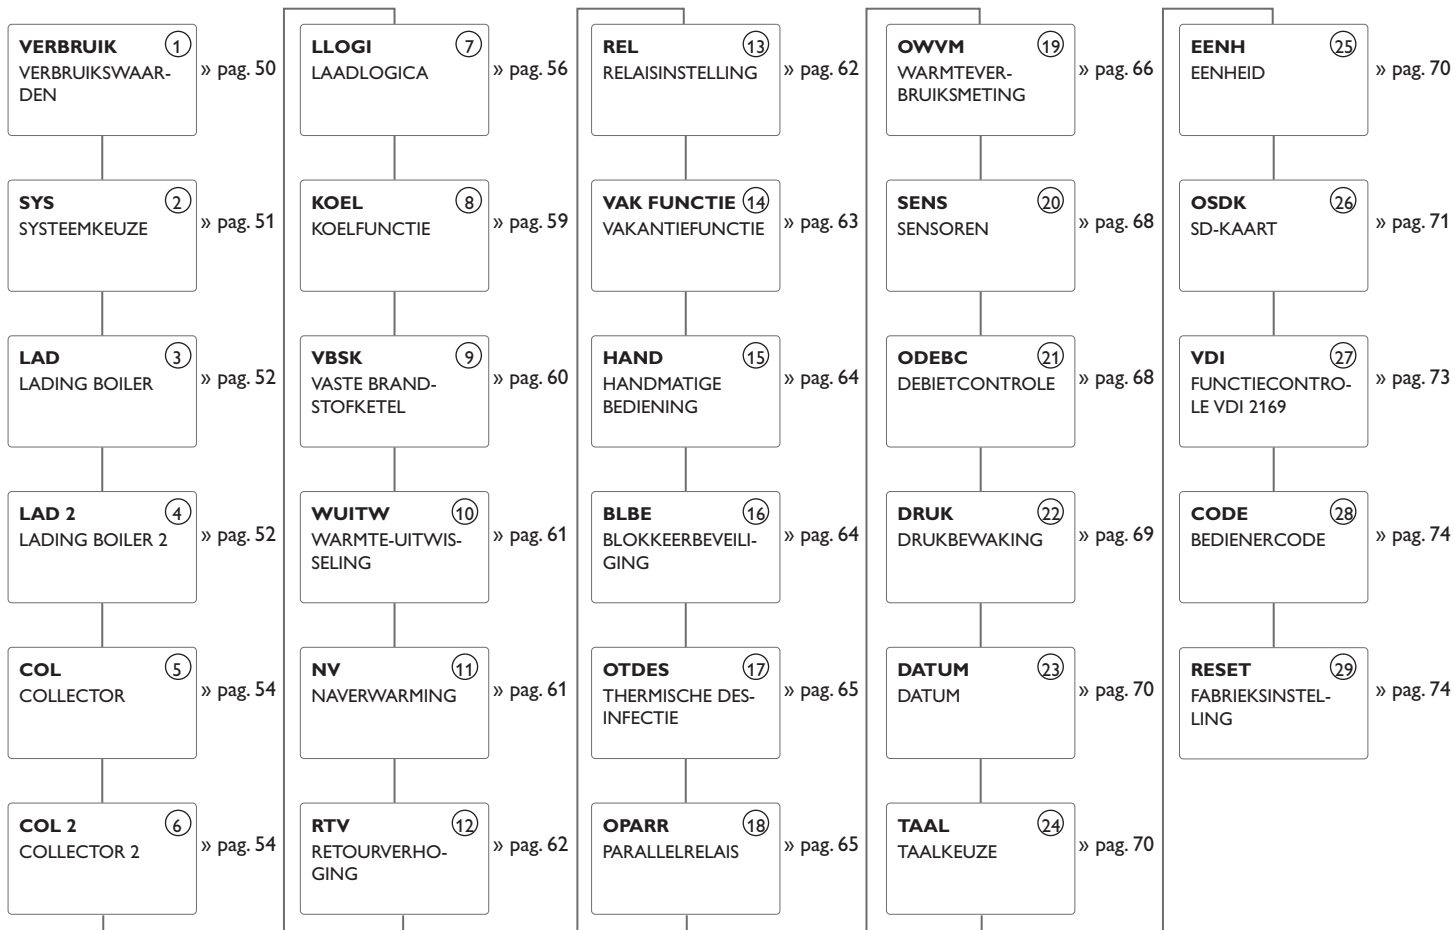 VERBRUIK 1
VERBRUIKSWAAR-
DEN
» pag. 50
SYS 2
SYSTEEMKEUZE
» pag. 51
LAD 3
LADING BOILER
» pag. 52
LAD 2 4
LADING BOILER 2
» pag. 52
COL 5
COLLECTOR
» pag. 54
COL 2 6
COLLECTOR 2
» pag. 54
LLOGI 7
LAADLOGICA
» pag. 56
KOEL 8
KOELFUNCTIE
» pag. 59
VBSK 9
VASTE BRAND-
STOFKETEL
» pag. 60
WUITW 10
WARMTE-UITWIS-
SELING
» pag. 61
NV 11
NAVERWARMING
» pag. 61
RTV 12
RETOURVERHO-
GING
» pag. 62
REL 13
RELAISINSTELLING
» pag. 62
VAK FUNCTIE 14
VAKANTIEFUNCTIE
» pag. 63
HAND 15
HANDMATIGE
BEDIENING
» pag. 64
BLBE 16
BLOKKEERBEVEILI-
GING
» pag. 64
OTDES 17
THERMISCHE DES-
INFECTIE
» pag. 65
OPARR 18
PARALLELRELAIS
» pag. 65
OWVM 19
WARMTEVER-
BRUIKSMETING
» pag. 66
SENS 20
SENSOREN
» pag. 68
ODEBC 21
DEBIETCONTROLE
» pag. 68
DRUK 22
DRUKBEWAKING
» pag. 69
DATUM 23
DATUM
» pag. 70
TAAL 24
TAALKEUZE
» pag. 70
EENH 25
EENHEID
» pag. 70
OSDK 26
SD-KAART
» pag. 71
VDI 27
FUNCTIECONTRO-
LE VDI 2169
» pag. 73
CODE 28
BEDIENERCODE
» pag. 74
RESET 29
FABRIEKSINSTEL-
LING
» pag. 74